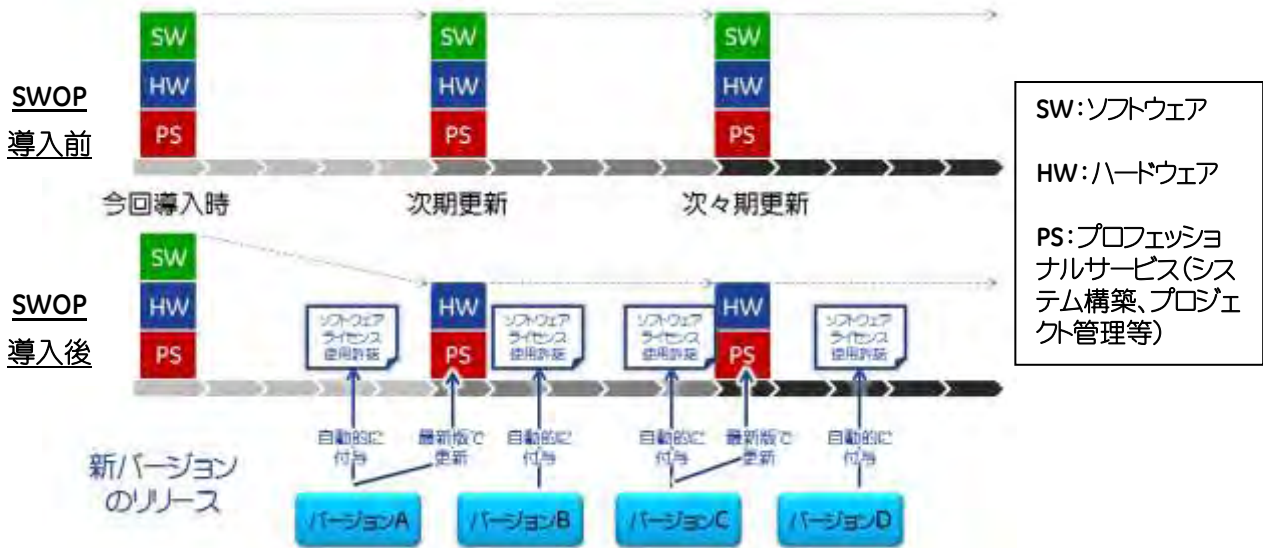 SW
SW
SW
HW
HW
HW
PS
PS
PS
SWOP
導入前
今回導入時
次期更新
次々期更新
SW:ソフトウェア
HW:ハードウェア
PS:プロフェッショ
ナルサービス(シス
テム構築、プロジェ
クト管理等)
SWOP
導入後
SW
HW
PS
HW
PS
HW
PS
ソフトウェア
ライセンス
使用許諾
ソフトウェア
ライセンス
使用許諾
ソフトウェア
ライセンス
使用許諾
ソフトウェア
ライセンス
使用許諾
新バージョン
のリリース
自動的に
付与
最新版で
更新
自動的に
付与
自動的に
付与
最新版で
更新
自動的に
付与
バージョンA
バージョンB
バージョンC
バージョンD